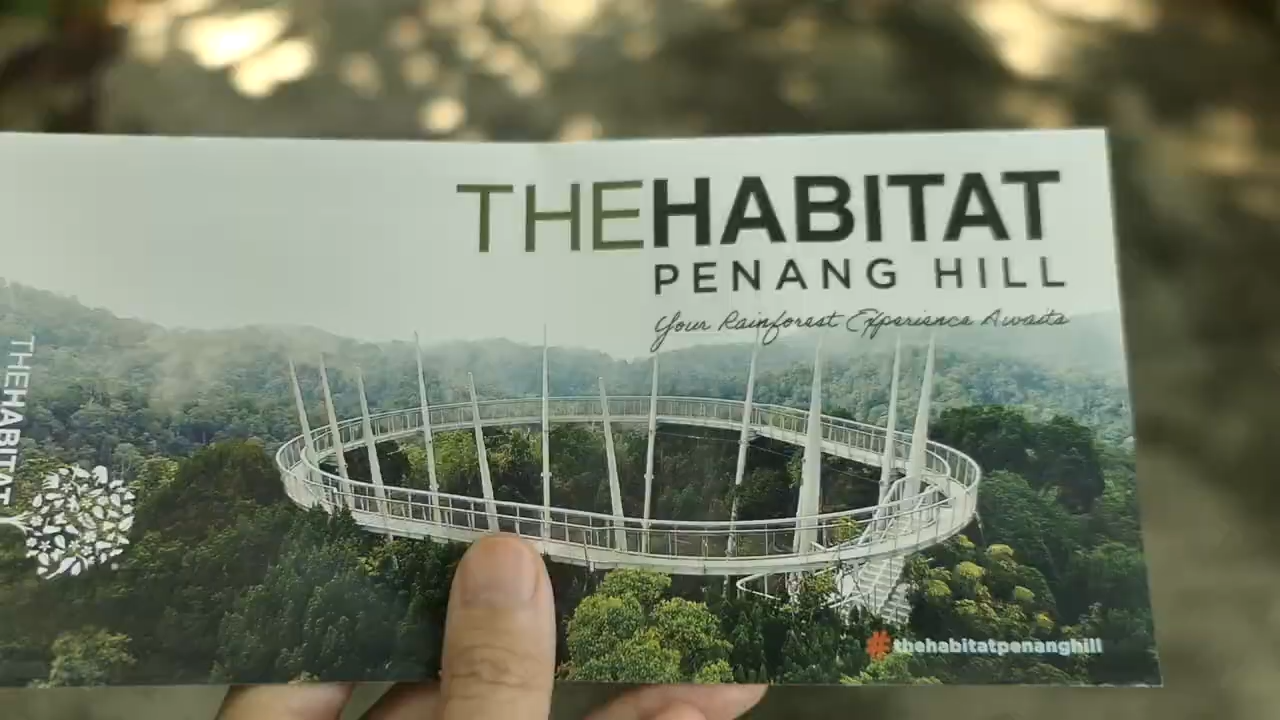 THEHABITAT
PENANG HILL
Your Rainforest Experience Awaits
THEHABITAT
#thehabitatpenanghill